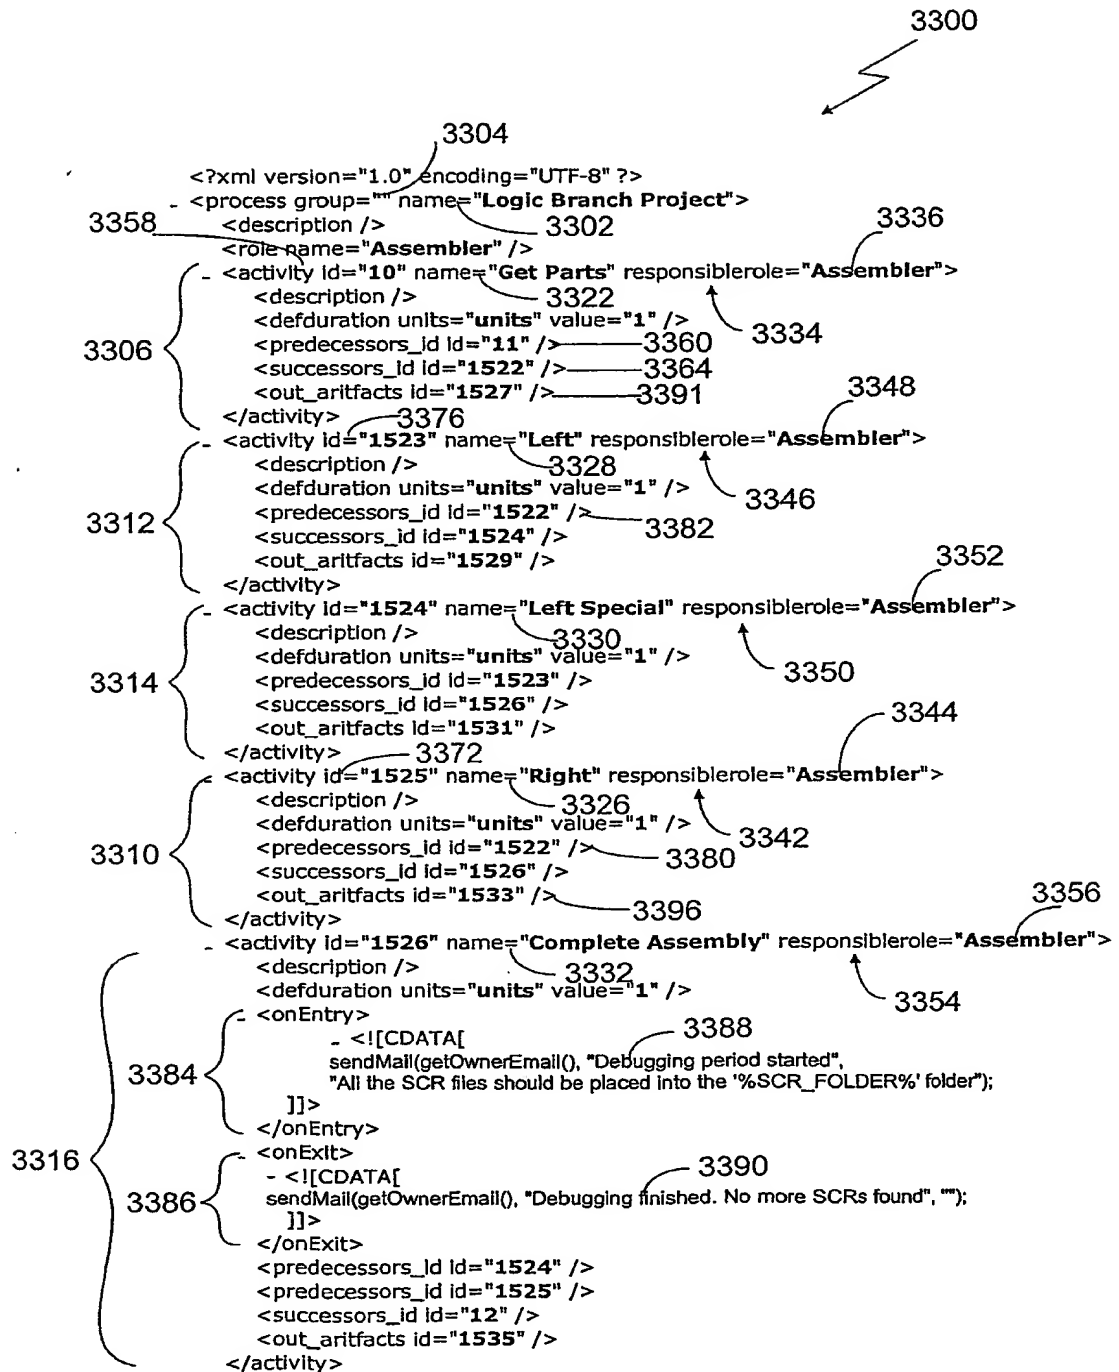 3300
3304
<?xml version="1.0" encoding="UTF-8" ?>
- <process group="" name="Logic Branch Project">
3358 <description /> 3302 3336
<role name="Assembler" />
- <activity id="10" name="Get Parts" responsiblerole="Assembler">
<description /> 3322
<defduration units="units" value="1" /> 3334
3306 <predecessors_id id="11" /> 3360
<successors_id id="1522" /> 3364
<out_aritfacts id="1527" /> 3391 3348
</activity> 3376
- <activity id="1523" name="Left" responsiblerole="Assembler">
<description /> 3328
<defduration units="units" value="1" /> 3346
3312 <predecessors_id id="1522" /> 3382
<successors_id id="1524" />
<out_aritfacts id="1529" /> 3352
</activity>
- <activity id="1524" name="Left Special" responsiblerole="Assembler">
<description /> 3330
<defduration units="units" value="1" /> 3350
3314 <predecessors_id id="1523" />
<successors_id id="1526" />
<out_aritfacts id="1531" /> 3344
</activity> 3372
- <activity id="1525" name="Right" responsiblerole="Assembler">
<description /> 3326
<defduration units="units" value="1" /> 3342
3310 <predecessors_id id="1522" /> 3380
<successors_id id="1526" />
<out_aritfacts id="1533" /> 3396 3356
</activity>
- <activity id="1526" name="Complete Assembly" responsiblerole="Assembler">
<description /> 3332
<defduration units="units" value="1" /> 3354
- <onEntry>
- <![CDATA[ 3388
3384 sendMail(getOwnerEmail(), "Debugging period started",
"All the SCR files should be placed into the '%SCR_FOLDER%' folder");
]]>
</onEntry>
3316 - <onExit>
- <![CDATA[ 3390
3386 sendMail(getOwnerEmail(), "Debugging finished. No more SCRs found", "");
]]>
</onExit>
<predecessors_id id="1524" />
<predecessors_id id="1525" />
<successors_id id="12" />
<out_aritfacts id="1535" />
</activity>